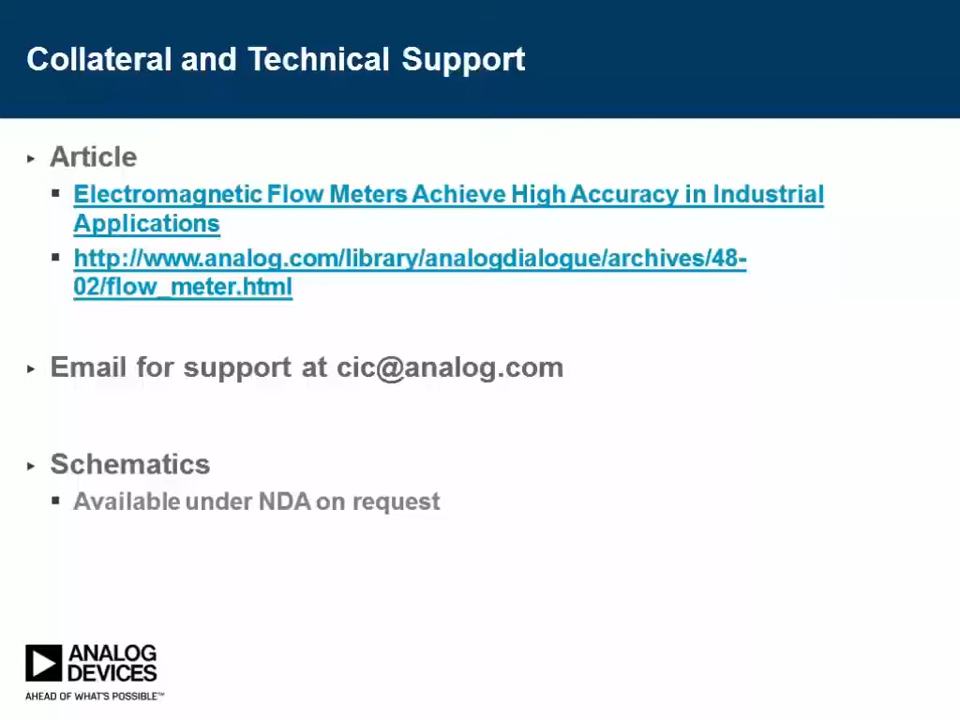 Collateral and Technical Support
Article
Electromagnetic Flow Meters Achieve High Accuracy in Industrial
Applications
http://www.analog.com/library/analogdialogue/archives/48-
02/flow_meter.html
Email for support at cic@analog.com
Schematics
Available under NDA on request
ANALOG
DEVICES
AHEAD OF WHAT'S POSSIBLE™